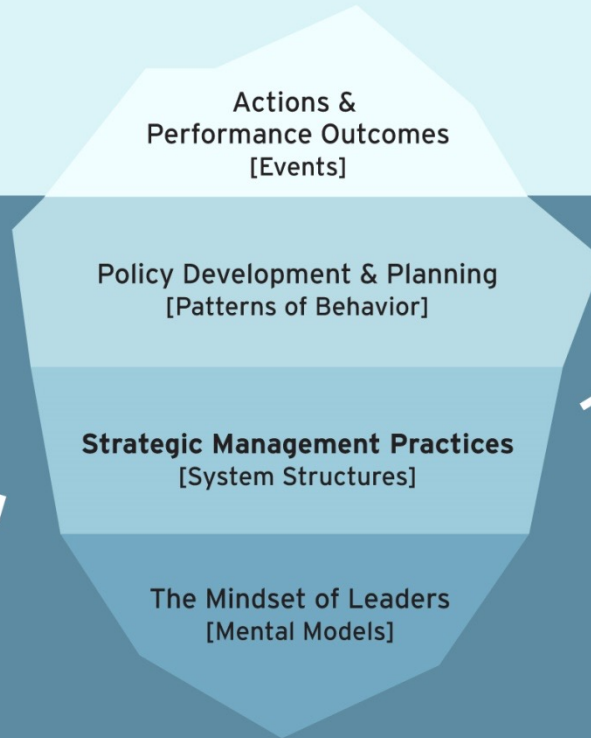 Actions &
Performance Outcomes
[Events]
Policy Development & Planning
[Patterns of Behavior]
Strategic Management Practices
[System Structures]
The Mindset of Leaders
[Mental Models]